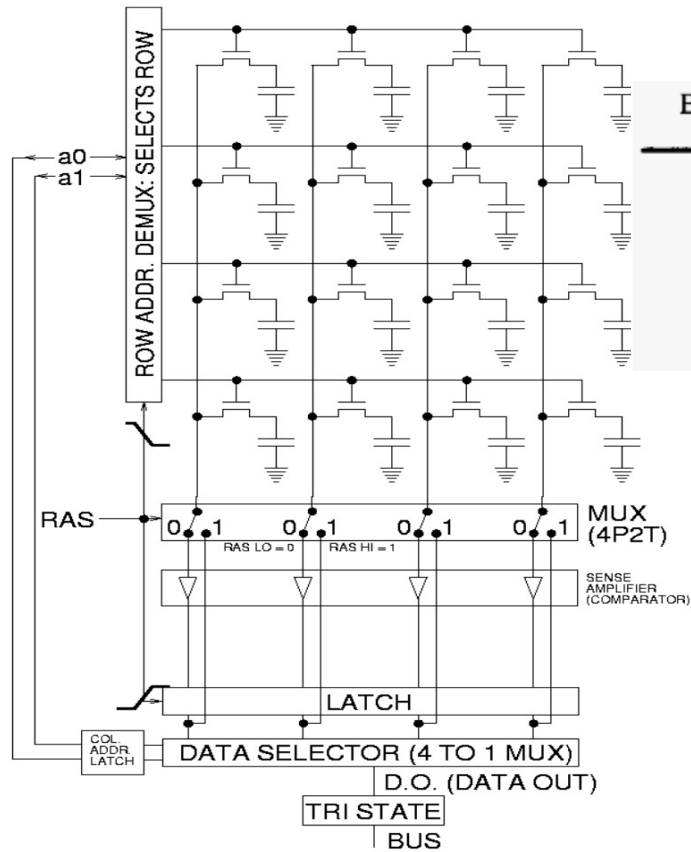 ROW ADDR. DEMUX: SELECTS ROW
E
a0
a1
RAS
0 1
0 1
0 1
0 1
MUX
(4P2T)
RAS LO = 0
RAS HI = 1
SENSE
AMPLIFIER
(COMPARATOR)
LATCH
COL.
ADDR.
LATCH
DATA SELECTOR (4 TO 1 MUX)
D.O. (DATA OUT)
TRI STATE
BUS